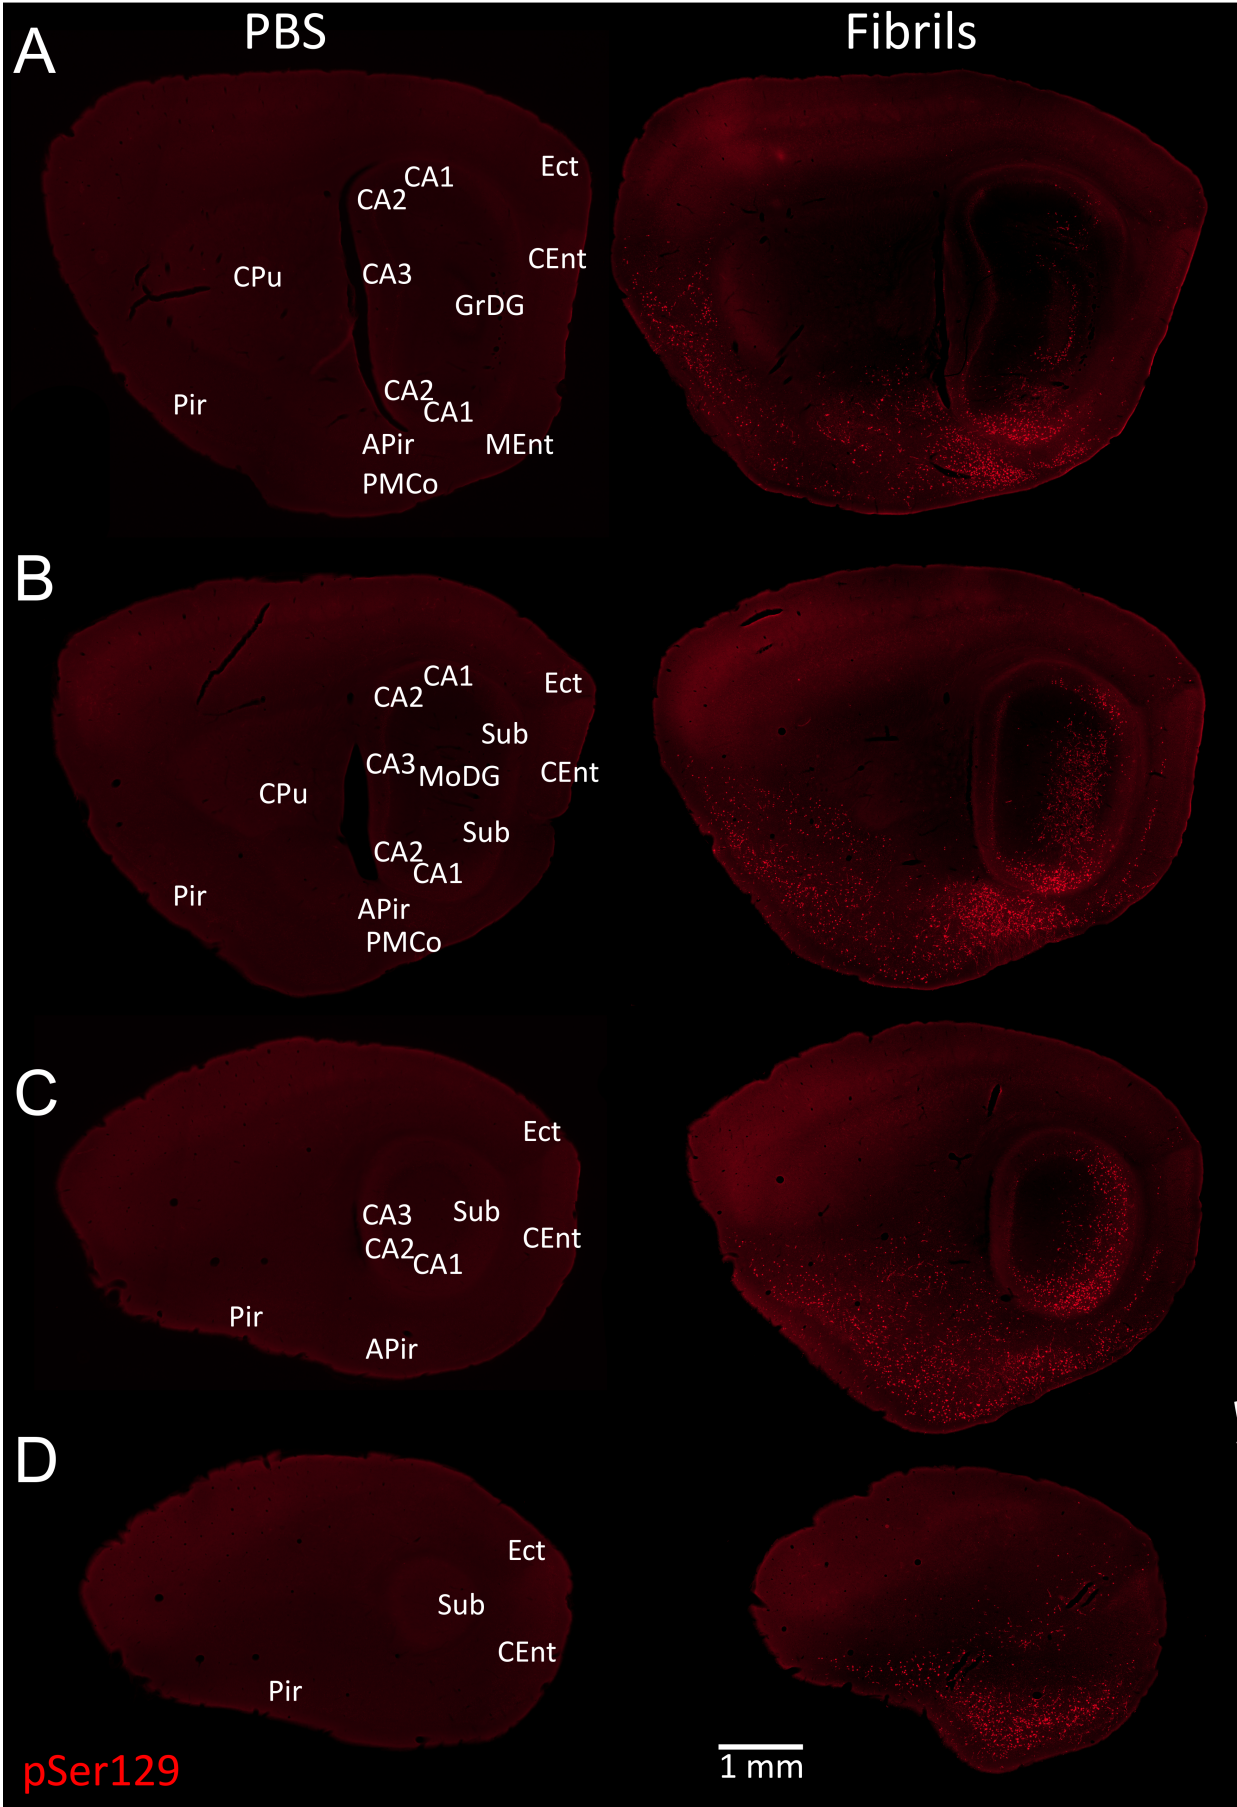 PBS Fibrils
A
CA1 Ect
CA2
CEnt
CPu CA3
GrDG
CA2
Pir CA1
APir MEnt
PMCo
B
CA1 Ect
CA2
Sub
CA3 MoDG CEnt
CPu
Sub
CA2
CA1
Pir
APir
PMCo
C
Ect
CA3 Sub
CA2 CEnt
CA1
Pir
APir
D
Ect
Sub
CEnt
Pir
pSer129 1 mm